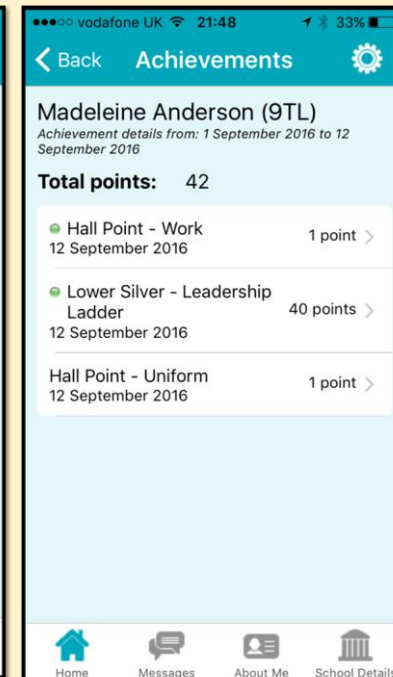 vodafone UK 21:48 33%
Back Achievements
Madeleine Anderson (9TL)
Achievement details from: 1 September 2016 to 12
September 2016
Total points: 42
Hall Point - Work 1 point
12 September 2016
Lower Silver - Leadership
Ladder 40 points
12 September 2016
Hall Point - Uniform 1 point
12 September 2016
Home Messages About Me School Details